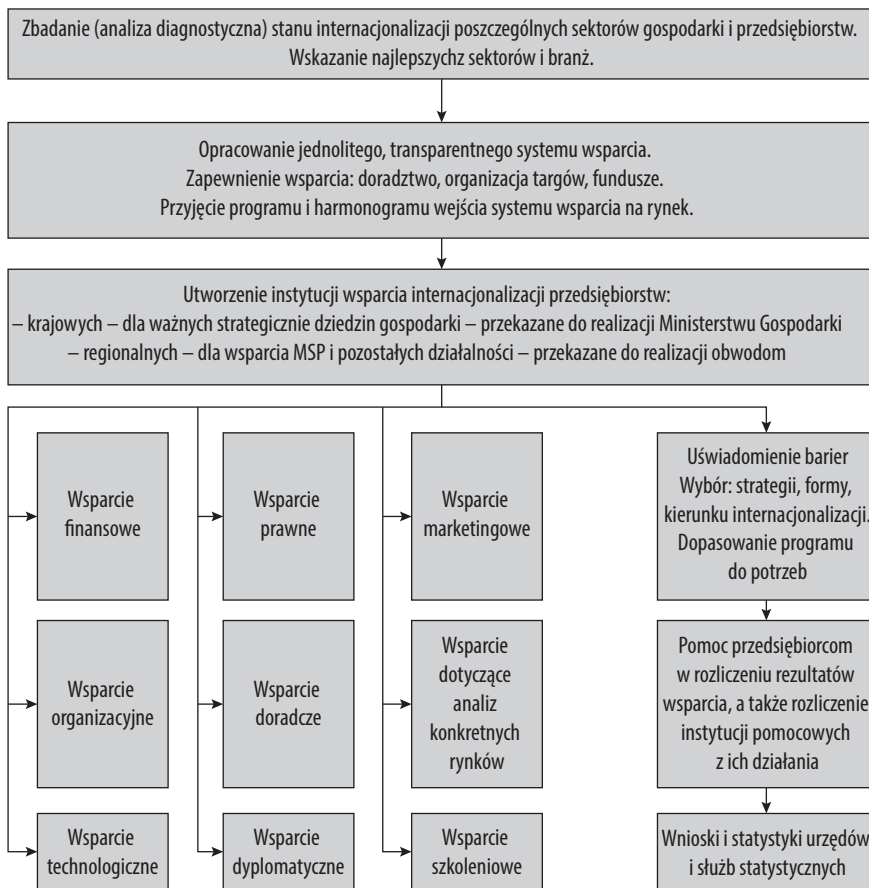 Zbadanie (analiza diagnostyczna) stanu internacjonalizacji poszczególnych sektorów gospodarki i przedsiębiorstw.
Wskazanie najlepszychz sektorów i branż.
Opracowanie jednolitego, transparentnego systemu wsparcia.
Zapewnienie wsparcia: doradztwo, organizacja targów, fundusze.
Przyjęcie programu i harmonogramu wejścia systemu wsparcia na rynek.
Utworzenie instytucji wsparcia internacjonalizacji przedsiębiorstw:
– krajowych – dla ważnych strategicznie dziedzin gospodarki – przekazane do realizacji Ministerstwu Gospodarki
– regionalnych – dla wsparcia MSP i pozostałych działalności – przekazane do realizacji obwodom
Wsparcie
finansowe
Wsparcie
prawne
Wsparcie
marketingowe
Uświadomienie barier
Wybór: strategii, formy,
kierunku internacjonalizacji.
Dopasowanie programu
do potrzeb
Wsparcie
organizacyjne
Wsparcie
doradcze
Wsparcie
dotyczące
analiz
konkretnych
rynków
Pomoc przedsiębiorcom
w rozliczeniu rezultatów
wsparcia, a także rozliczenie
instytucji pomocowych
z ich działania
Wsparcie
technologiczne
Wsparcie
dyplomatyczne
Wsparcie
szkoleniowe
Wnioski i statystyki urzędów
i służb statystycznych